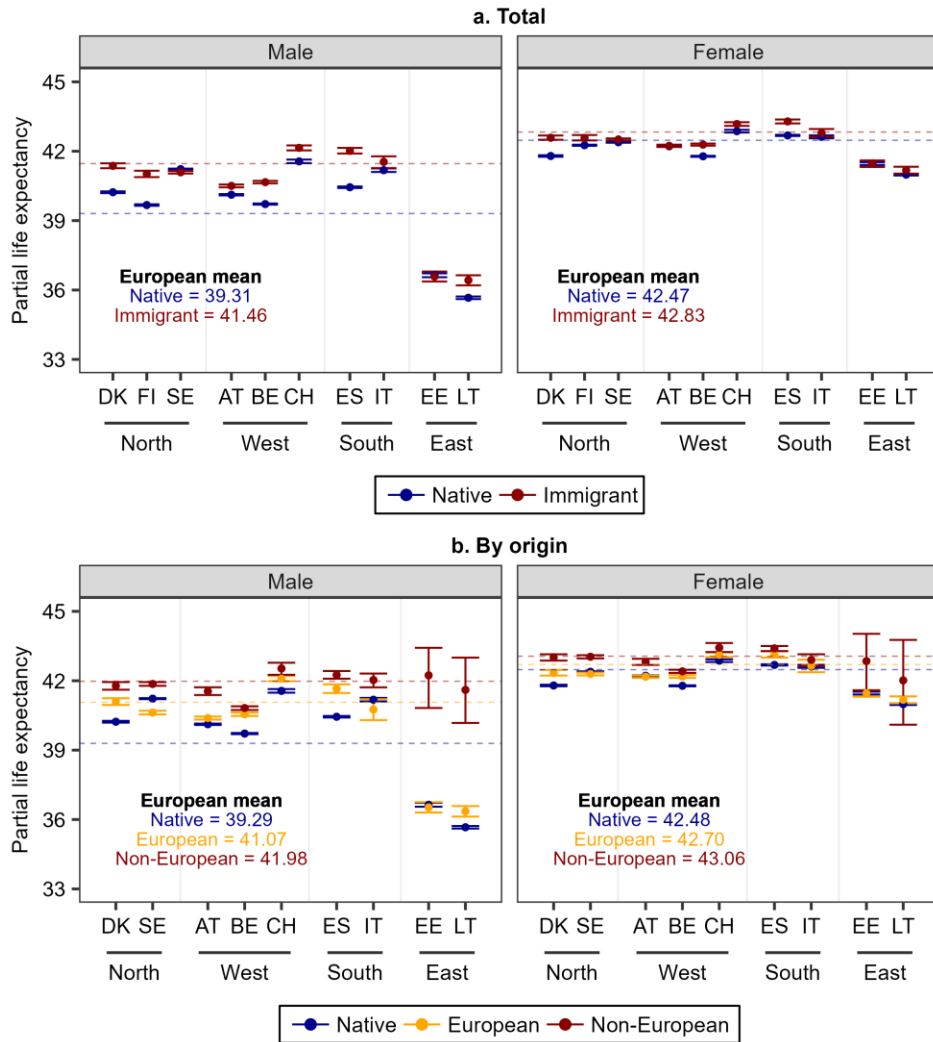 a. Total
Male
Female
Partial life expectancy
45
42
39
36
33
European mean
Native = 39.31
Immigrant = 41.46
European mean
Native = 42.47
Immigrant = 42.83
DK FI SE AT BE CH ES IT EE LT
North West South East
DK FI SE AT BE CH ES IT EE LT
North West South East
Native Immigrant
b. By origin
Male
Female
Partial life expectancy
45
42
39
36
33
European mean
Native = 39.29
European = 41.07
Non-European = 41.98
European mean
Native = 42.48
European = 42.70
Non-European = 43.06
DK SE AT BE CH ES IT EE LT
North West South East
DK SE AT BE CH ES IT EE LT
North West South East
Native European Non-European